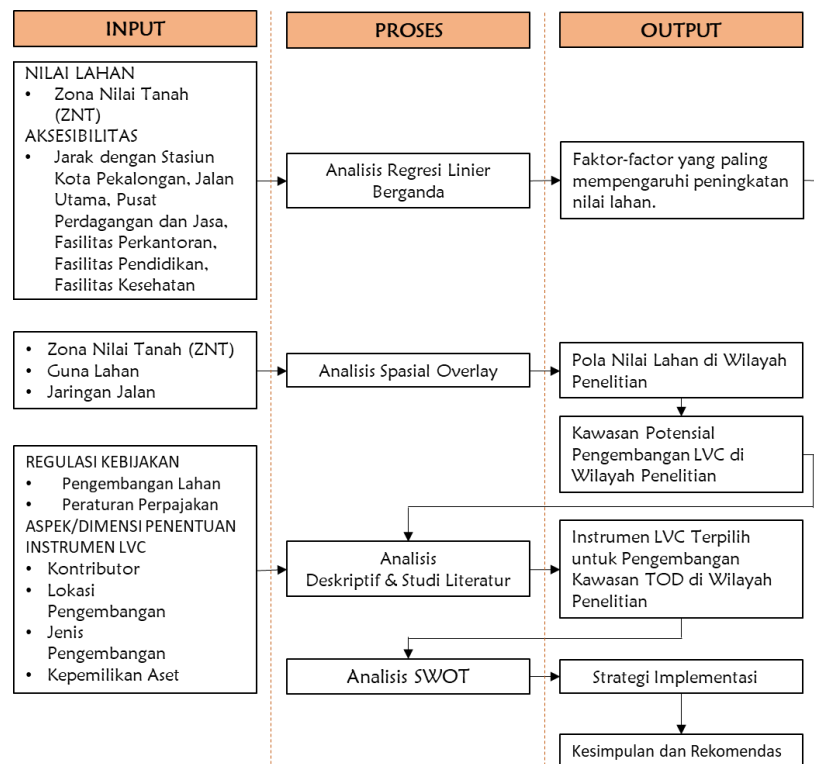 INPUT
PROSES
OUTPUT
NILAI LAHAN
• Zona Nilai Tanah
(ZNT)
AKSESIBILITAS
• Jarak dengan Stasiun
Kota Pekalongan, Jalan
Utama, Pusat
Perdagangan dan Jasa,
Fasilitas Perkantoran,
Fasilitas Pendidikan,
Fasilitas Kesehatan
Analisis Regresi Linier
Berganda
Faktor-factor yang paling
mempengaruhi peningkatan
nilai lahan.
• Zona Nilai Tanah (ZNT)
• Guna Lahan
• Jaringan Jalan
Analisis Spasial Overlay
Pola Nilai Lahan di Wilayah
Penelitian
Kawasan Potensial
Pengembangan LVC di
Wilayah Penelitian
REGULASI KEBIJAKAN
• Pengembangan Lahan
• Peraturan Perpajakan
ASPEK/DIMENSI PENENTUAN
INSTRUMEN LVC
• Kontributor
• Lokasi
Pengembangan
• Jenis
Pengembangan
• Kepemilikan Aset
Analisis
Deskriptif & Studi Literatur
Instrumen LVC Terpilih
untuk Pengembangan
Kawasan TOD di Wilayah
Penelitian
Analisis SWOT
Strategi Implementasi
Kesimpulan dan Rekomendas